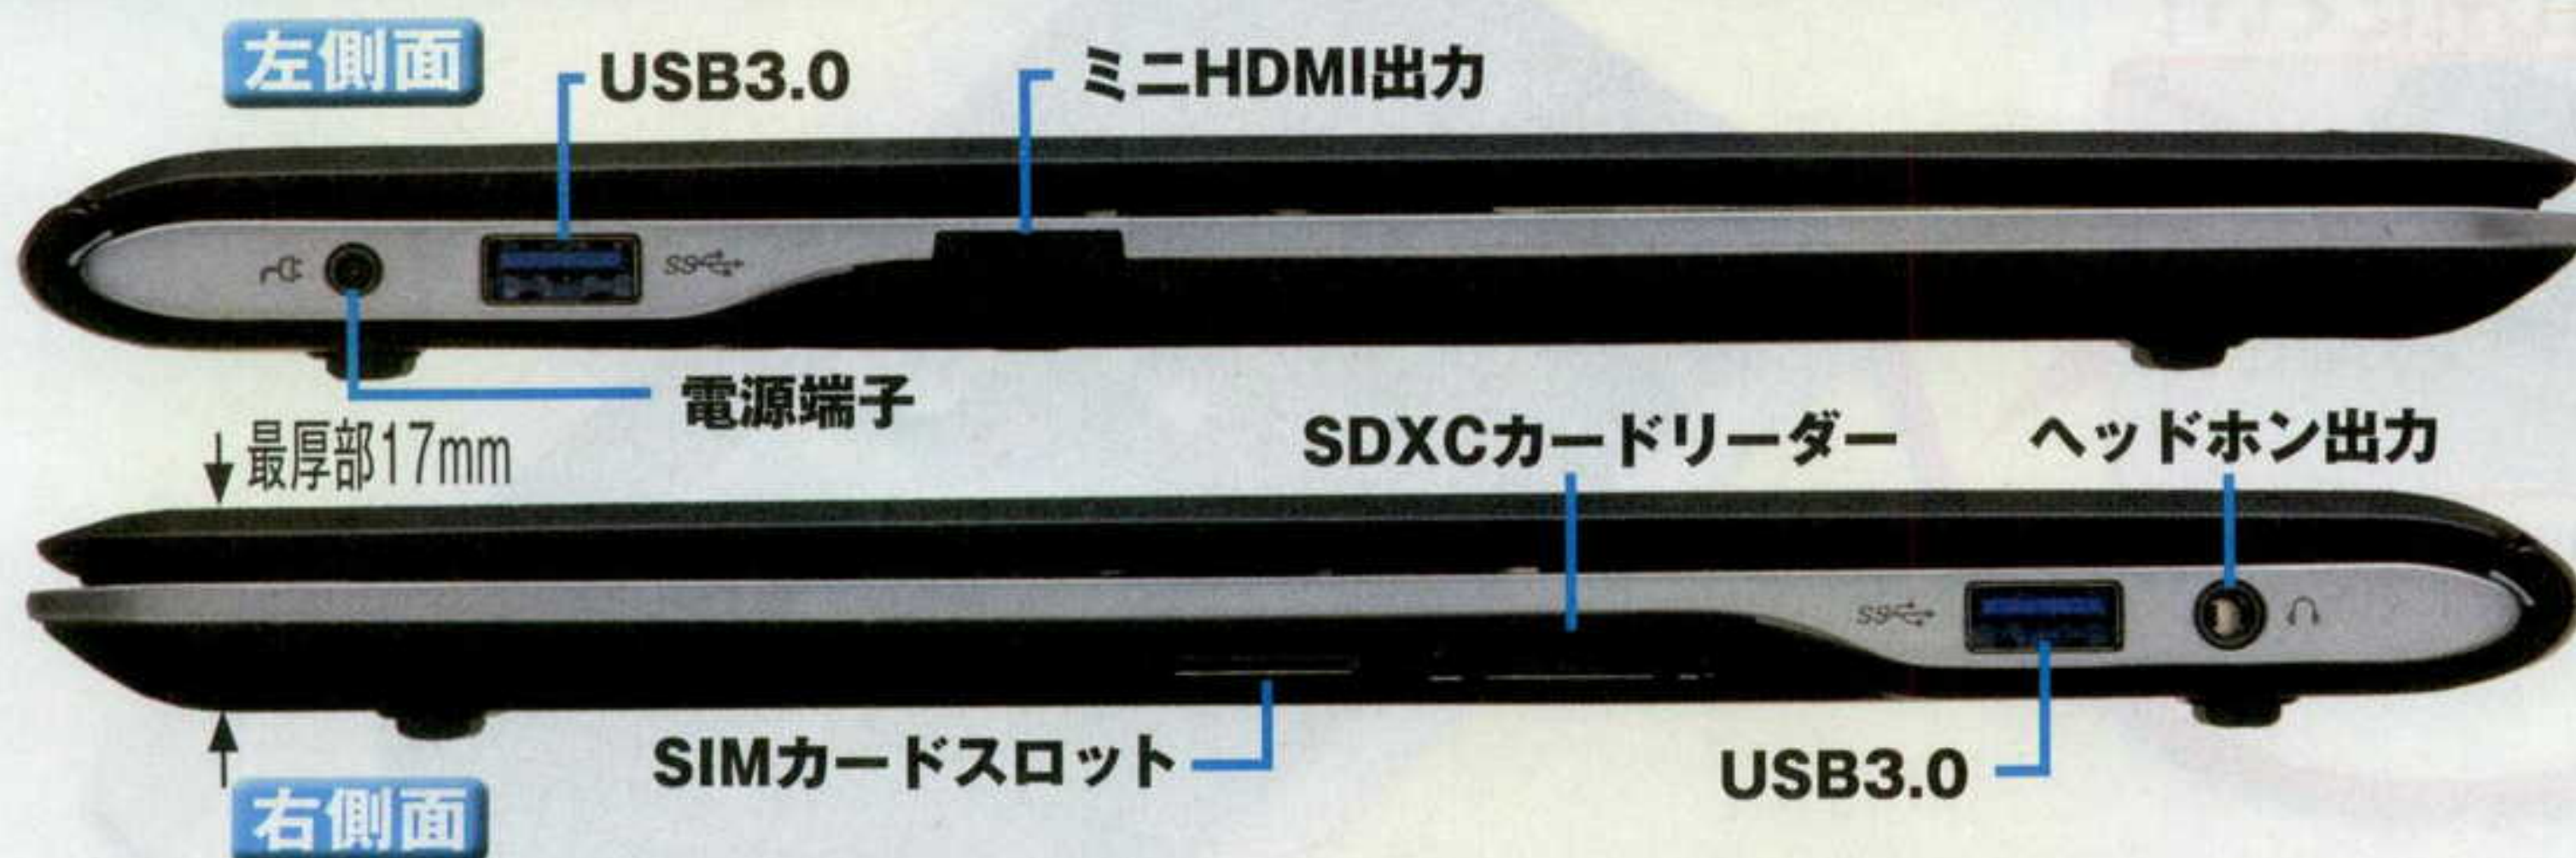 左側面
USB3.0
ミニHDMI出力
電源端子
最厚部17mm
SDXCカードリーダー
ヘッドホン出力
SIMカードスロット
USB3.0
右側面